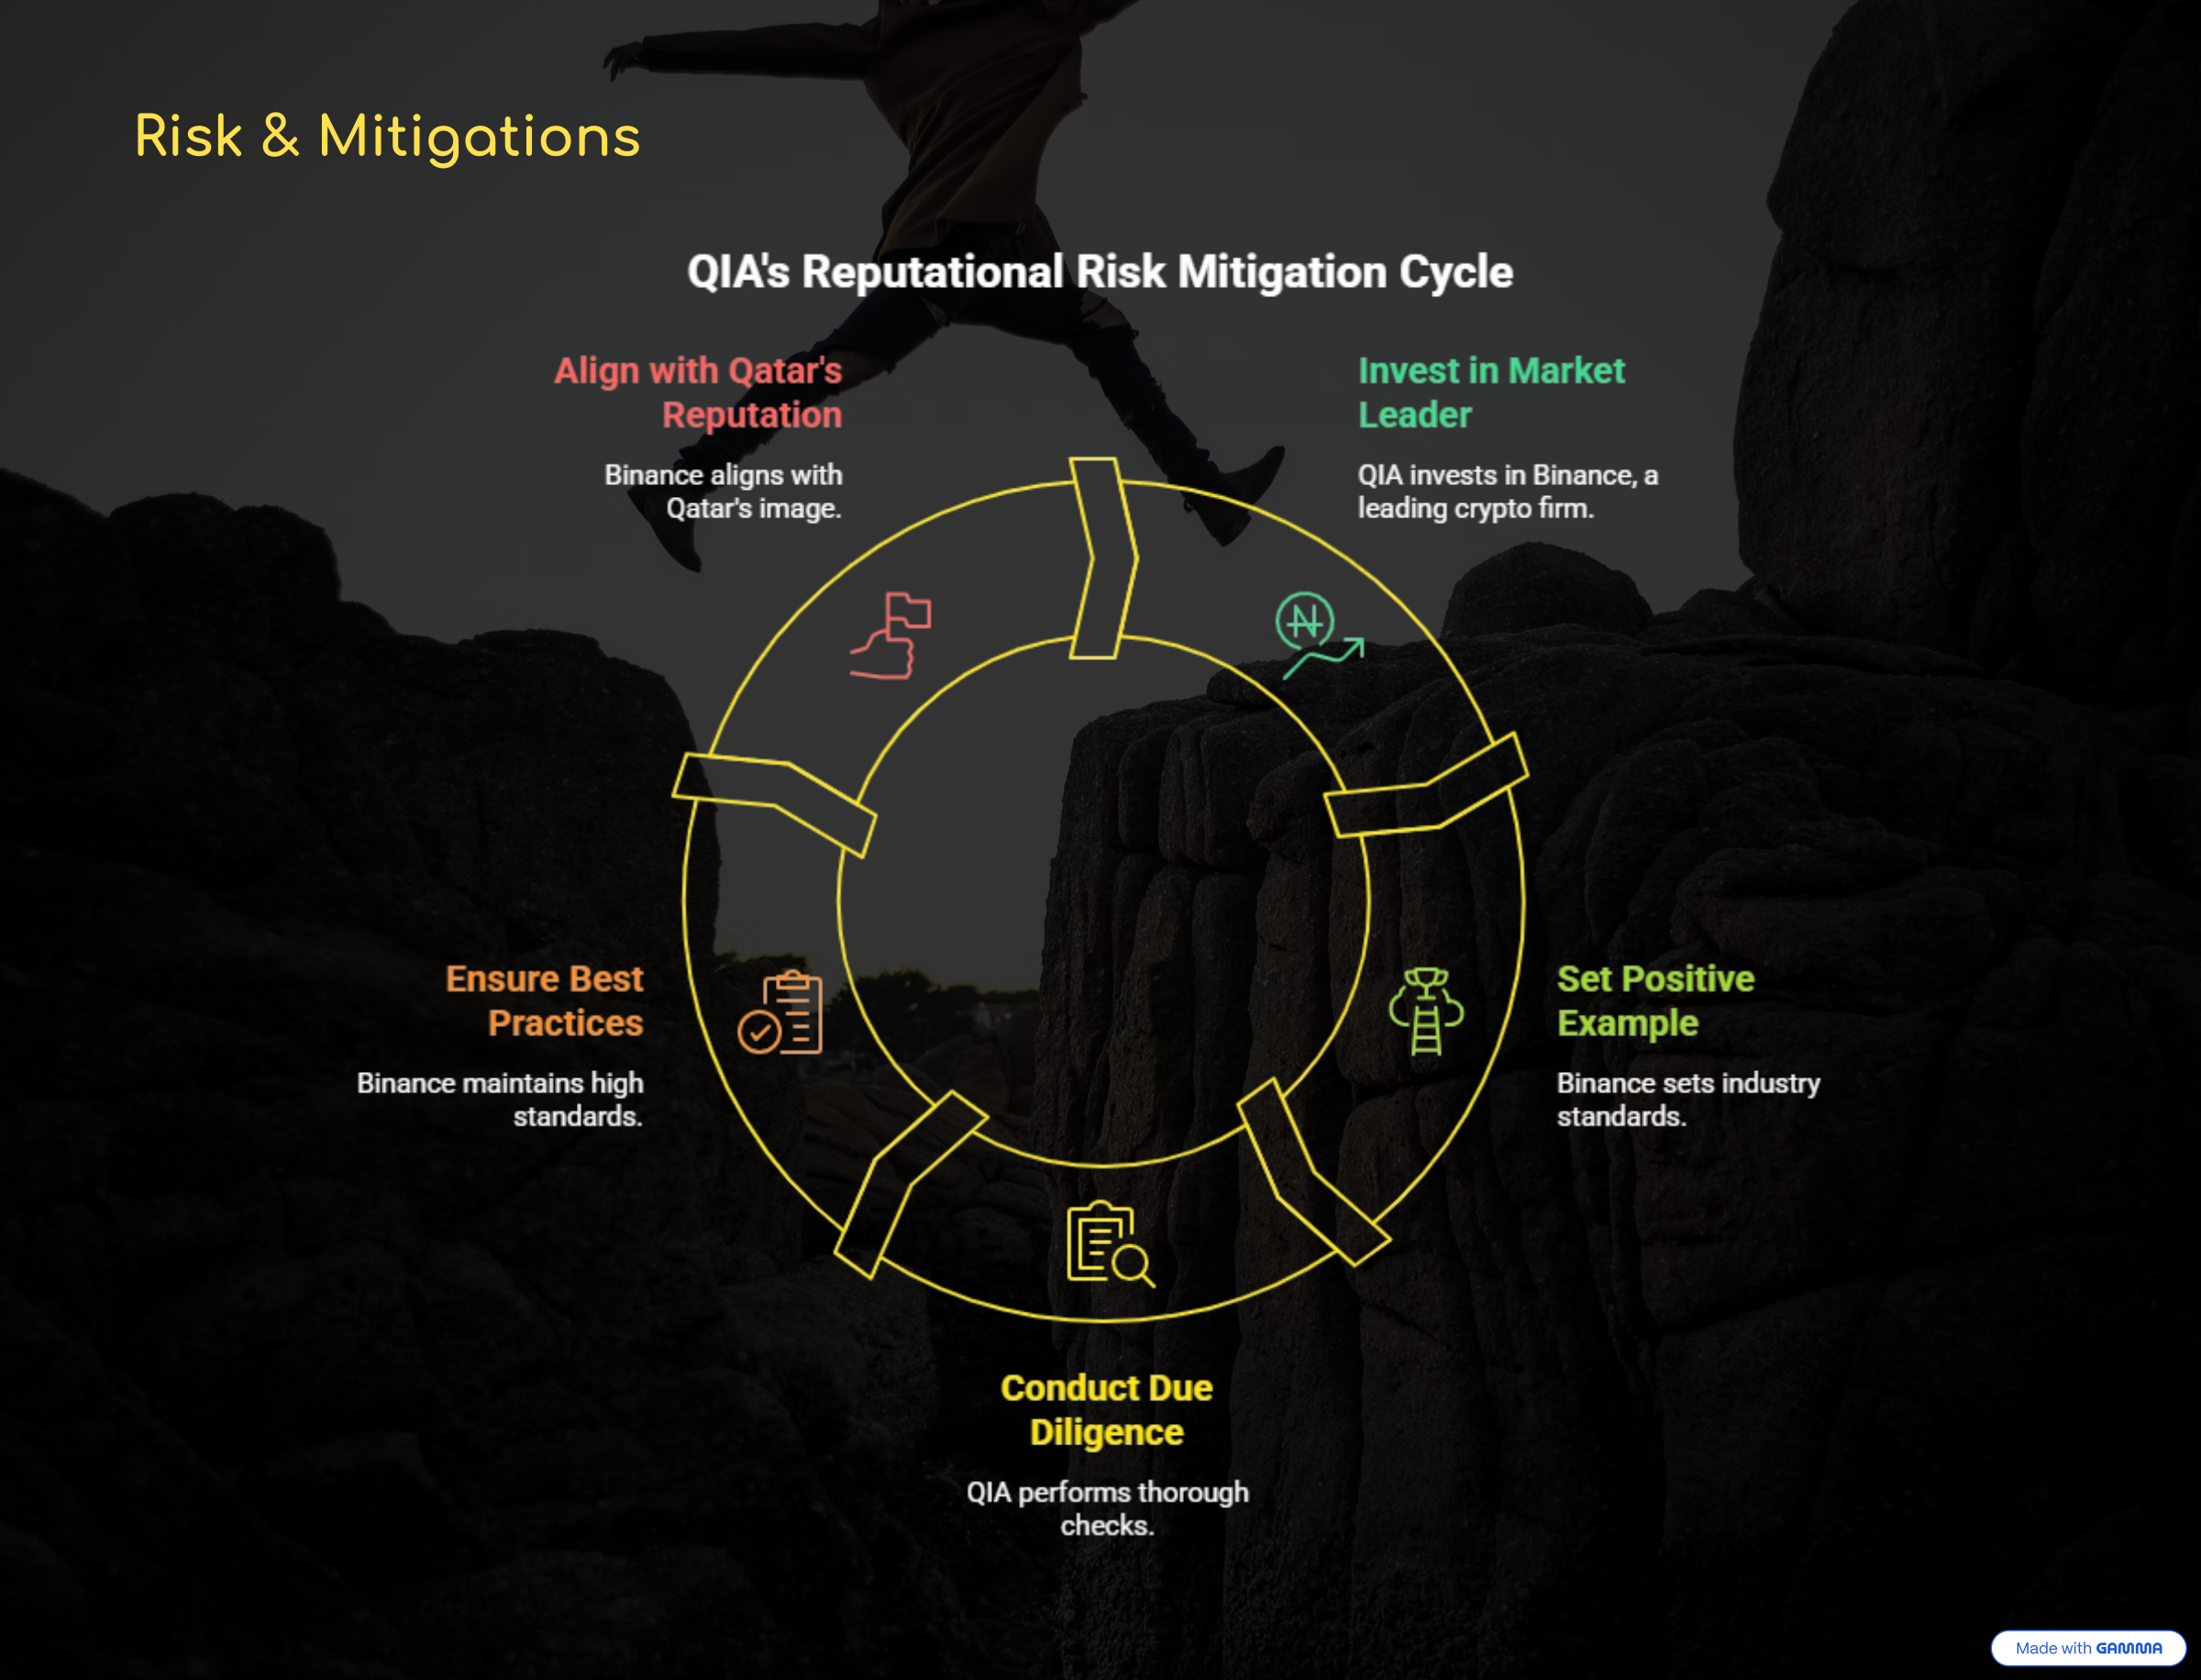 Risk & Mitigations
QIA's Reputational Risk Mitigation Cycle
Align with Qatar's
Reputation
Binance aligns with
Qatar's image.
Invest in Market
Leader
QIA invests in Binance, a
leading crypto firm.
Ensure Best
Practices
Binance maintains high
standards.
Set Positive
Example
Binance sets industry
standards.
Conduct Due
Diligence
QIA performs thorough
checks.
Made with GAMMA